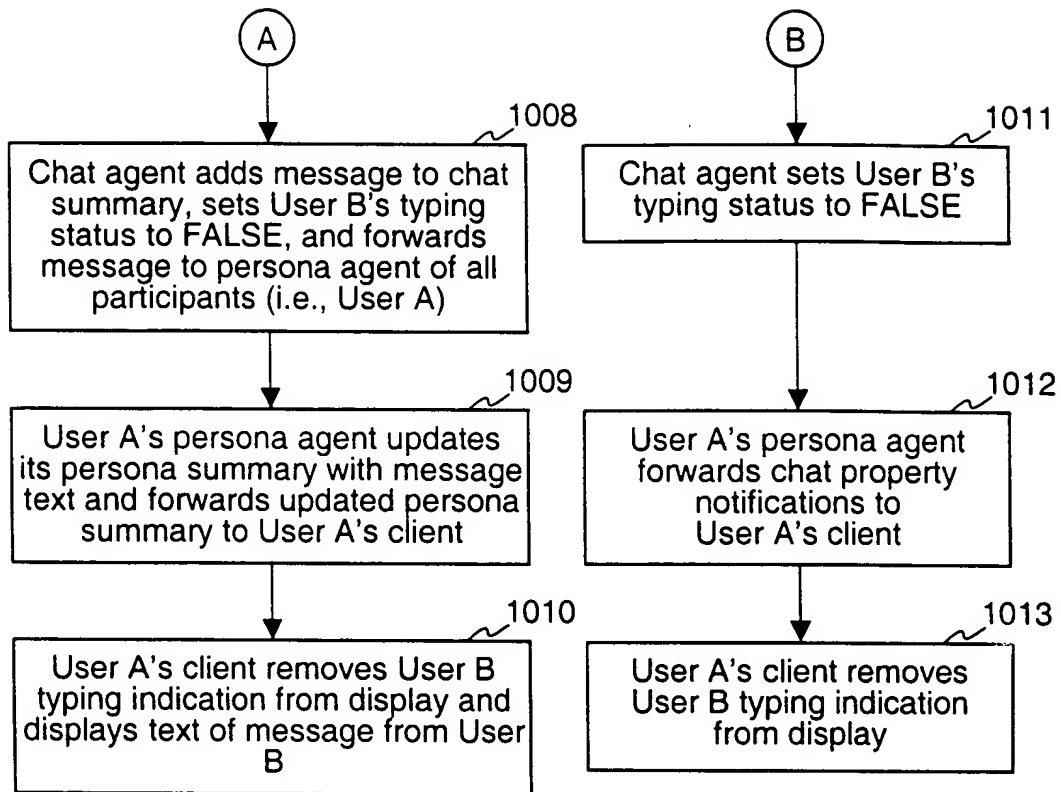 A
1008
Chat agent adds message to chat
summary, sets User B's typing
status to FALSE, and forwards
message to persona agent of all
participants (i.e., User A)
1009
User A's persona agent updates
its persona summary with message
text and forwards updated persona
summary to User A's client
1010
User A's client removes User B
typing indication from display and
displays text of message from User
B
B
1011
Chat agent sets User B's
typing status to FALSE
1012
User A's persona agent
forwards chat property
notifications to
User A's client
1013
User A's client removes
User B typing indication
from display